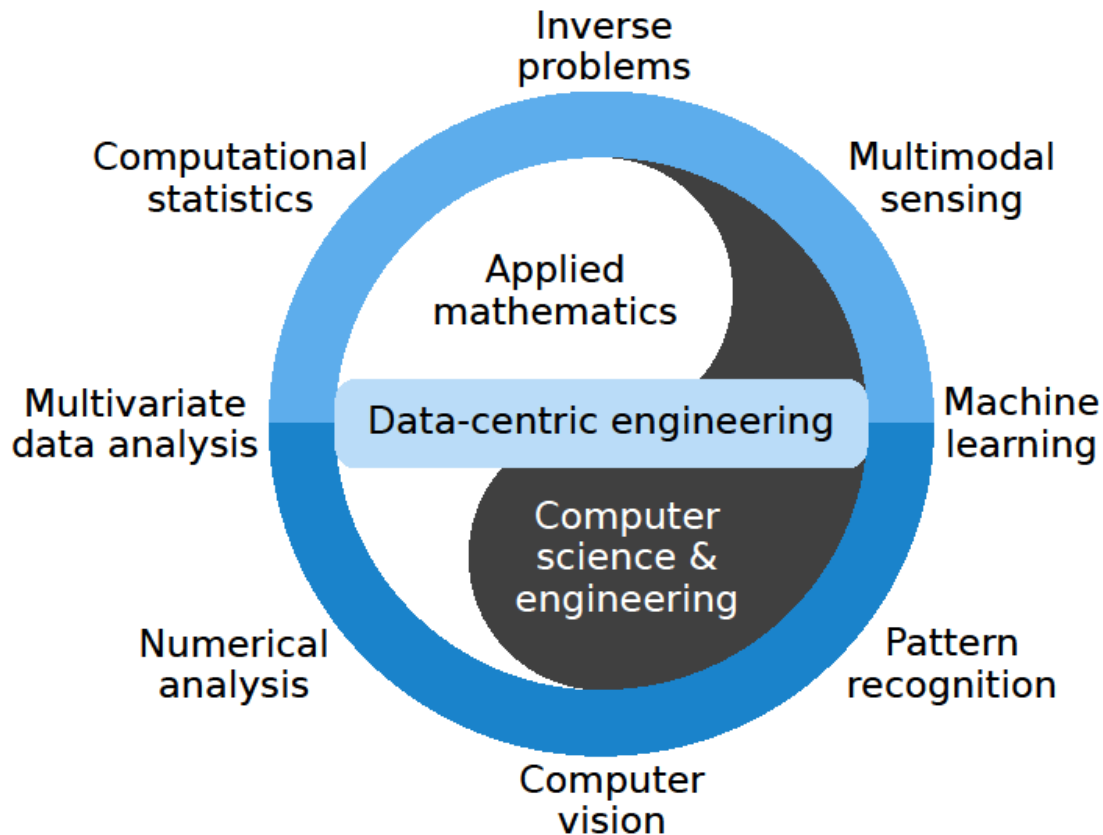 Inverse
problems
Computational
statistics
Multimodal
sensing
Applied
mathematics
Multivariate
data analysis
Data-centric engineering
Machine
learning
Computer
science &
engineering
Numerical
analysis
Pattern
recognition
Computer
vision